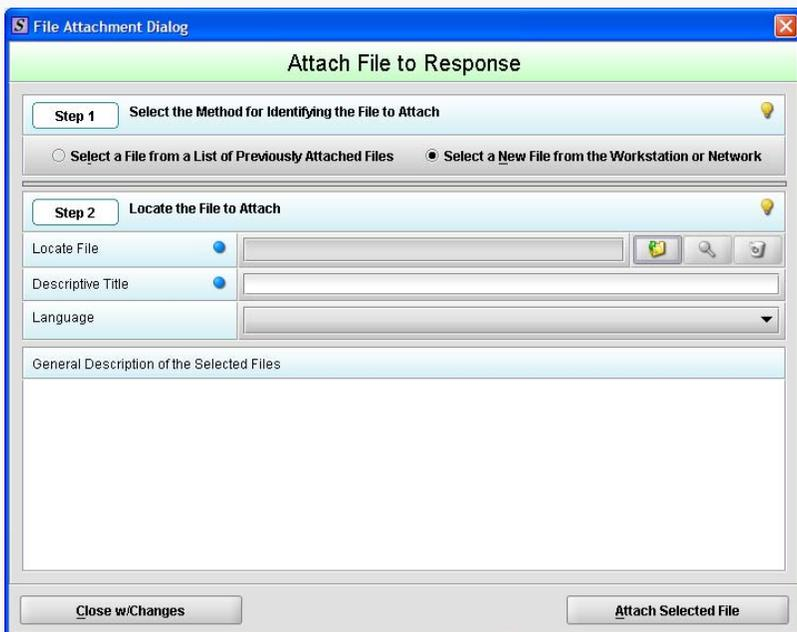 S File Attachment Dialog
Attach File to Response
Step 1 Select the Method for Identifying the File to Attach
Select a File from a List of Previously Attached Files Select a New File from the Workstation or Network
Step 2 Locate the File to Attach
Locate File
Descriptive Title
Language
General Description of the Selected Files
Close w/Changes Attach Selected File